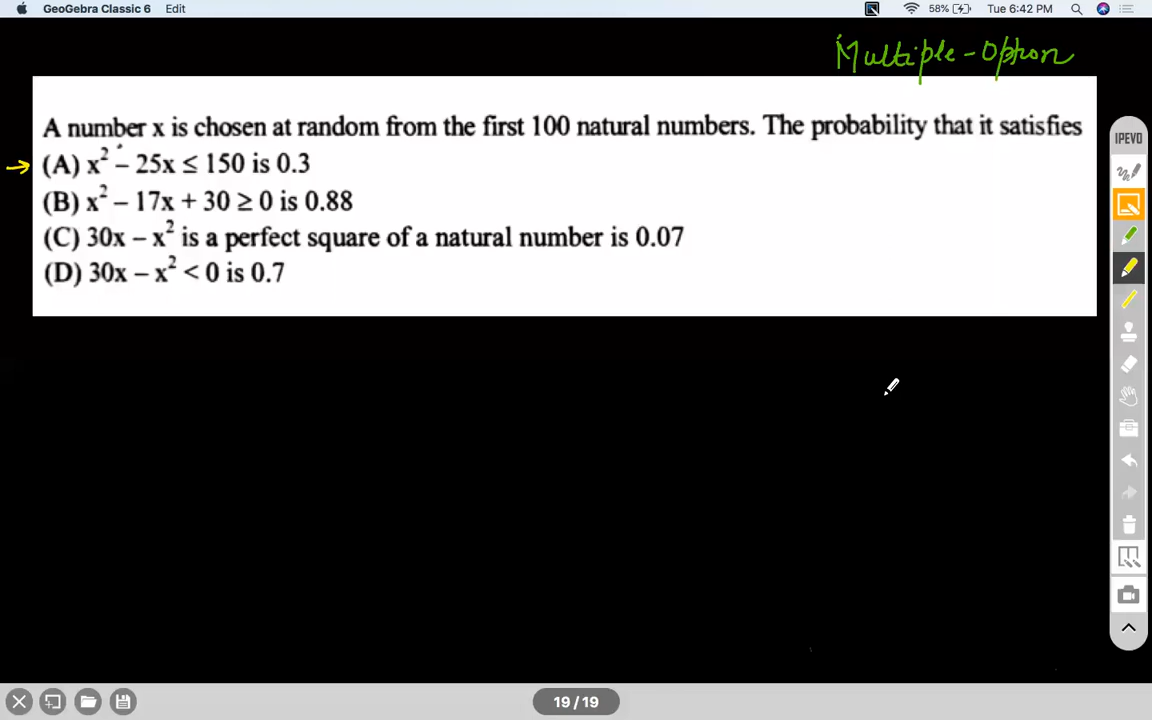 GeoGebra Classic 6 Edit 58% Tue 6:42 PM
Multiple-Option
A number x is chosen at random from the first 100 natural numbers. The probability that it satisfies
(A) x² – 25x ≤ 150 is 0.3
(B) x² – 17x + 30 ≥ 0 is 0.88
(C) 30x – x² is a perfect square of a natural number is 0.07
(D) 30x – x² < 0 is 0.7
IPEVO
19 / 19